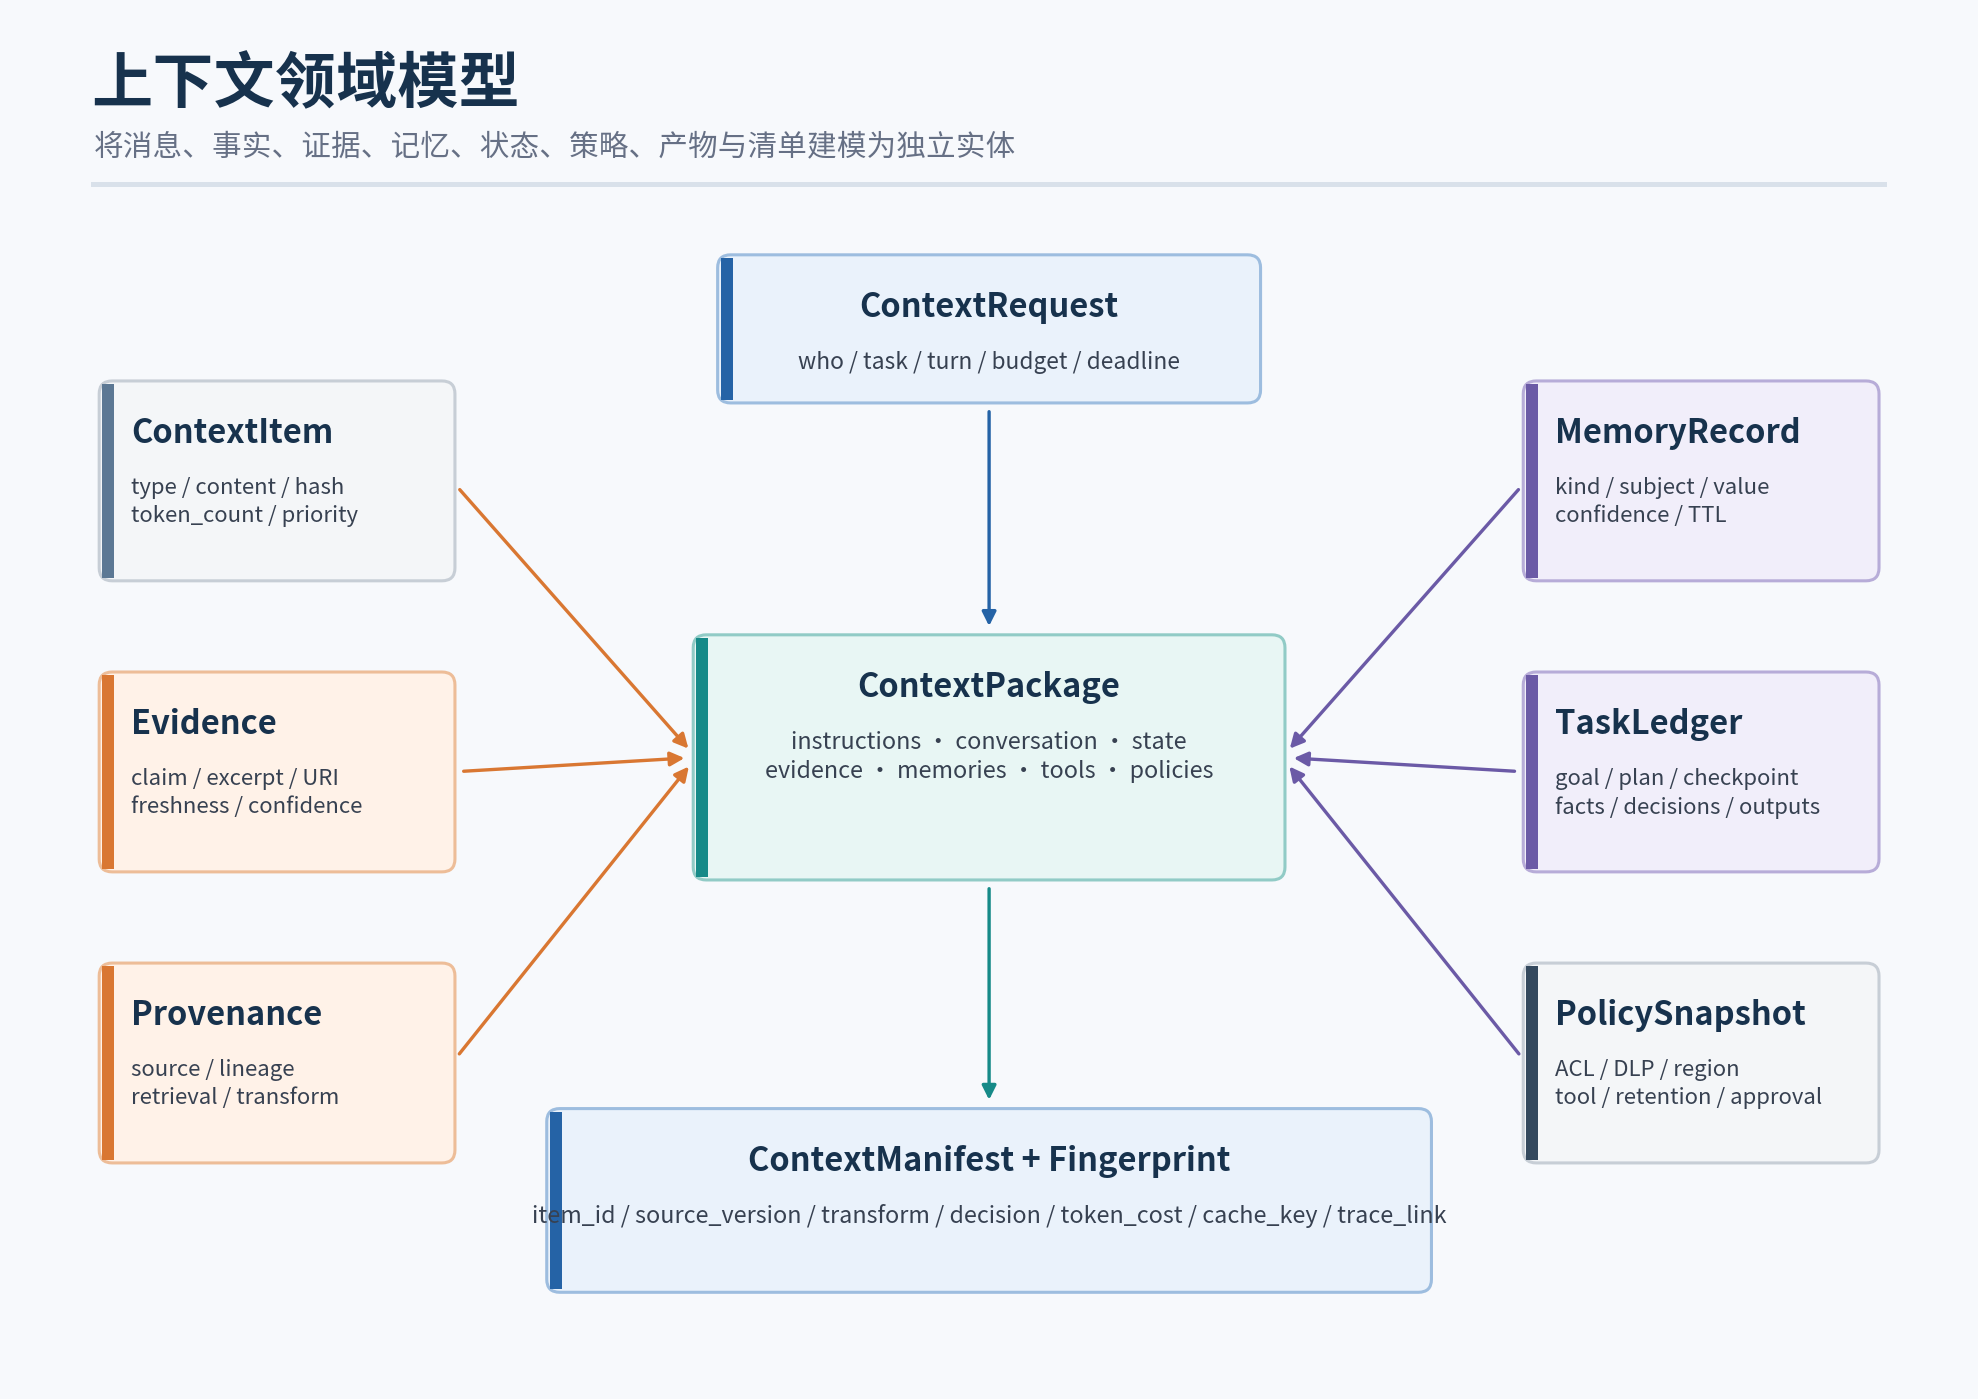 上下文领域模型
将消息、事实、证据、记忆、状态、策略、产物与清单建模为独立实体
ContextRequest
who / task / turn / budget / deadline
ContextItem
type / content / hash
token_count / priority
MemoryRecord
kind / subject / value
confidence / TTL
Evidence
claim / excerpt / URI
freshness / confidence
ContextPackage
instructions • conversation • state
evidence • memories • tools • policies
TaskLedger
goal / plan / checkpoint
facts / decisions / outputs
Provenance
source / lineage
retrieval / transform
PolicySnapshot
ACL / DLP / region
tool / retention / approval
ContextManifest + Fingerprint
item_id / source_version / transform / decision / token_cost / cache_key / trace_link